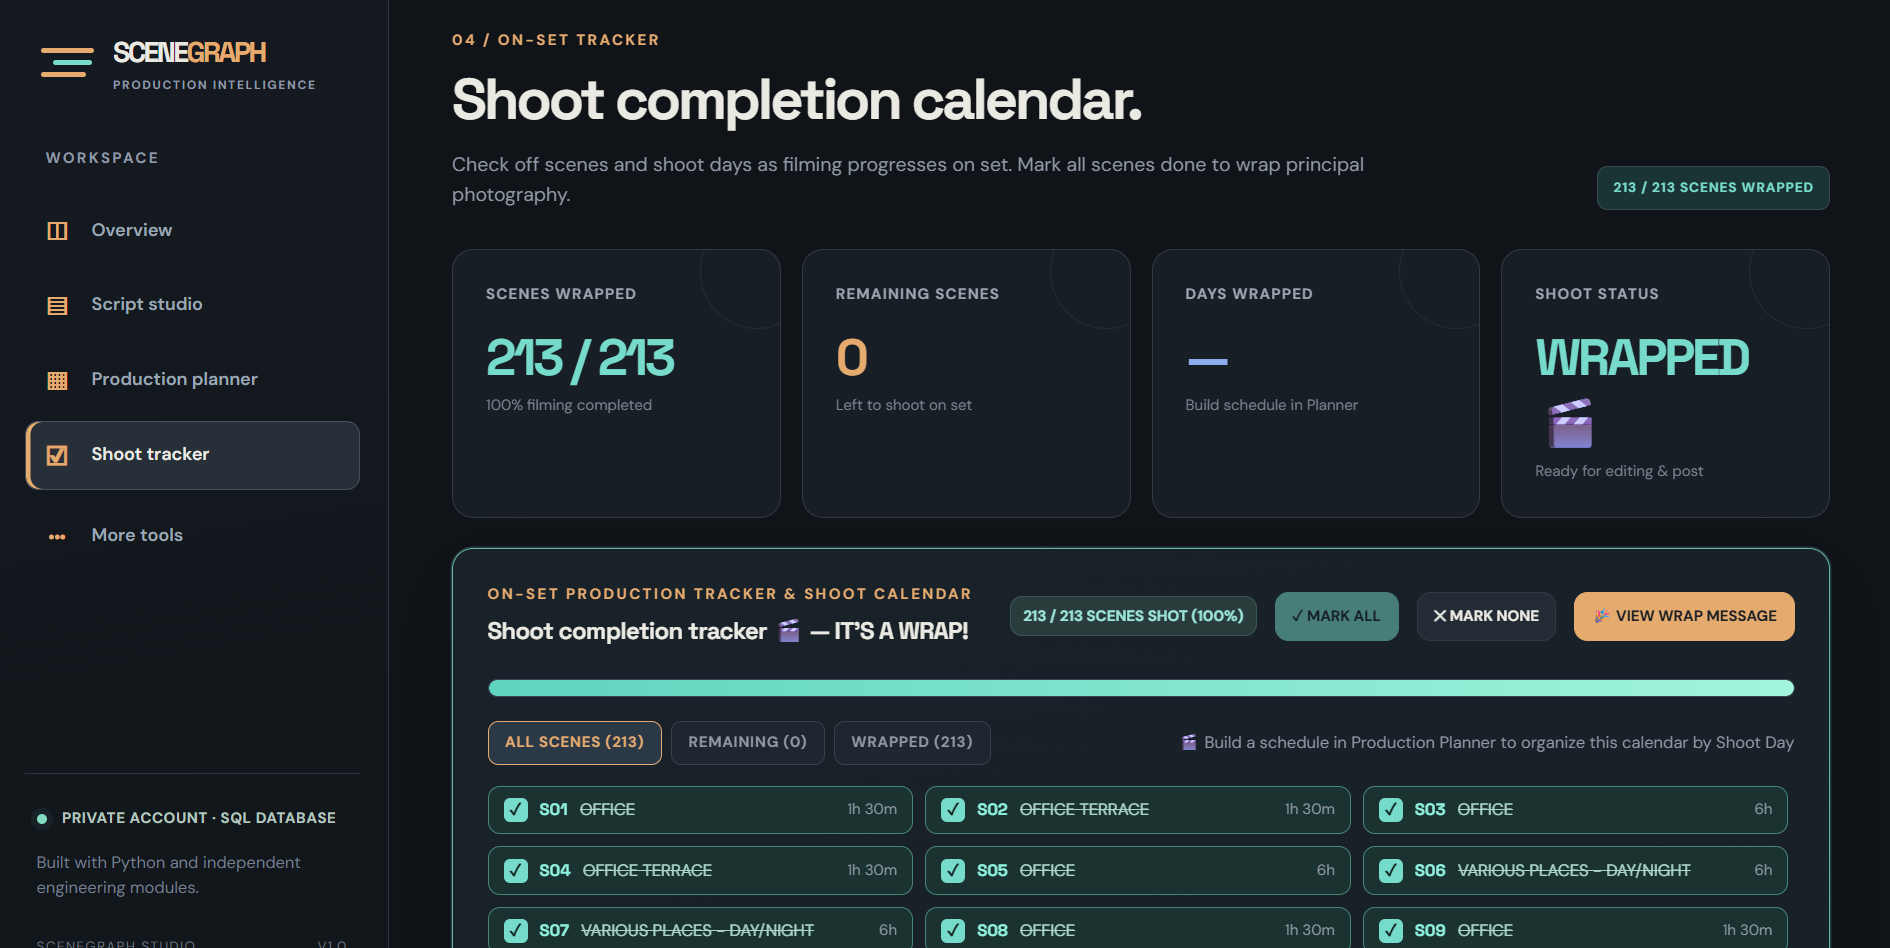 SCENEGRAPH
PRODUCTION INTELLIGENCE
WORKSPACE
Overview
Script studio
Production planner
Shoot tracker
More tools
PRIVATE ACCOUNT · SQL DATABASE
Built with Python and independent
engineering modules.
SCENEGRAPH STUDIO V1.0
04 / ON-SET TRACKER
Shoot completion calendar.
Check off scenes and shoot days as filming progresses on set. Mark all scenes done to wrap principal
photography.
213 / 213 SCENES WRAPPED
SCENES WRAPPED
213 / 213
100% filming completed
REMAINING SCENES
0
Left to shoot on set
DAYS WRAPPED
—
Build schedule in Planner
SHOOT STATUS
WRAPPED
🎬
Ready for editing & post
ON-SET PRODUCTION TRACKER & SHOOT CALENDAR
Shoot completion tracker 🎬 — IT'S A WRAP!
213 / 213 SCENES SHOT (100%)
✓ MARK ALL
✕ MARK NONE
🎉 VIEW WRAP MESSAGE
ALL SCENES (213)
REMAINING (0)
WRAPPED (213)
🎬 Build a schedule in Production Planner to organize this calendar by Shoot Day
✓ S01 OFFICE 1h 30m
✓ S02 OFFICE TERRACE 1h 30m
✓ S03 OFFICE 6h
✓ S04 OFFICE TERRACE 1h 30m
✓ S05 OFFICE 6h
✓ S06 VARIOUS PLACES – DAY/NIGHT 6h
✓ S07 VARIOUS PLACES – DAY/NIGHT 6h
✓ S08 OFFICE 1h 30m
✓ S09 OFFICE 1h 30m